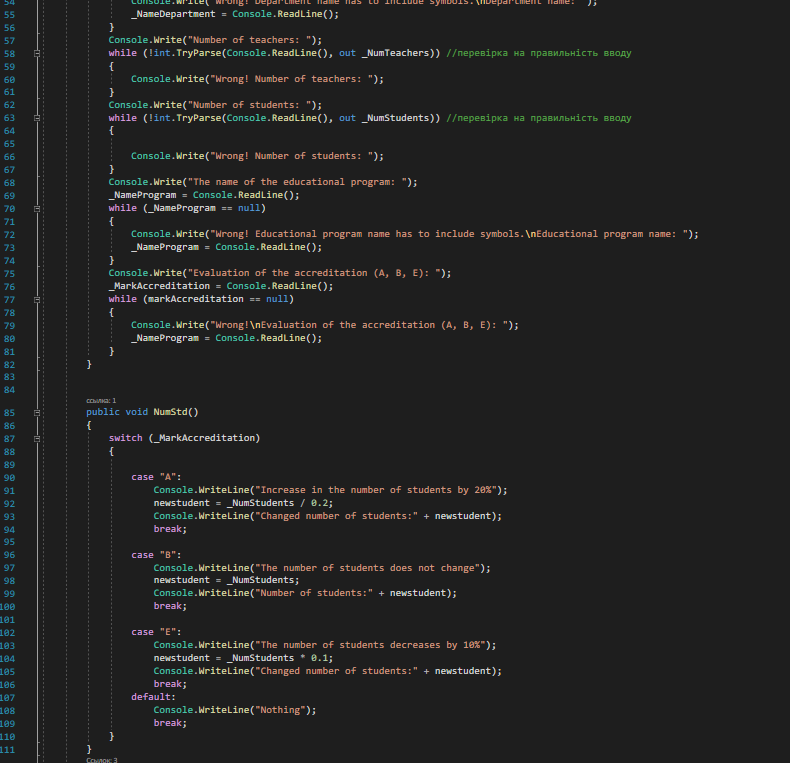 54 Console.Write("Wrong! Department name has to include symbols.\nDepartment name: ");
55 _NameDepartment = Console.ReadLine();
56 }
57 Console.Write("Number of teachers: ");
58 while (!int.TryParse(Console.ReadLine(), out _NumTeachers)) //перевірка на правильність вводу
59 {
60 Console.Write("Wrong! Number of teachers: ");
61 }
62 Console.Write("Number of students: ");
63 while (!int.TryParse(Console.ReadLine(), out _NumStudents)) //перевірка на правильність вводу
64 {
65
66 Console.Write("Wrong! Number of students: ");
67 }
68 Console.Write("The name of the educational program: ");
69 _NameProgram = Console.ReadLine();
70 while (_NameProgram == null)
71 {
72 Console.Write("Wrong! Educational program name has to include symbols.\nEducational program name: ");
73 _NameProgram = Console.ReadLine();
74 }
75 Console.Write("Evaluation of the accreditation (A, B, E): ");
76 _MarkAccreditation = Console.ReadLine();
77 while (markAccreditation == null)
78 {
79 Console.Write("Wrong!\nEvaluation of the accreditation (A, B, E): ");
80 _NameProgram = Console.ReadLine();
81 }
82 }
83
84
ссылка: 1
85 public void NumStd()
86 {
87 switch (_MarkAccreditation)
88 {
89
90 case "A":
91 Console.WriteLine("Increase in the number of students by 20%");
92 newstudent = _NumStudents / 0.2;
93 Console.WriteLine("Changed number of students:" + newstudent);
94 break;
95
96 case "B":
97 Console.WriteLine("The number of students does not change");
98 newstudent = _NumStudents;
99 Console.WriteLine("Number of students:" + newstudent);
100 break;
101
102 case "E":
103 Console.WriteLine("The number of students decreases by 10%");
104 newstudent = _NumStudents * 0.1;
105 Console.WriteLine("Changed number of students:" + newstudent);
106 break;
107 default:
108 Console.WriteLine("Nothing");
109 break;
110 }
111 }
Ссылок: 3